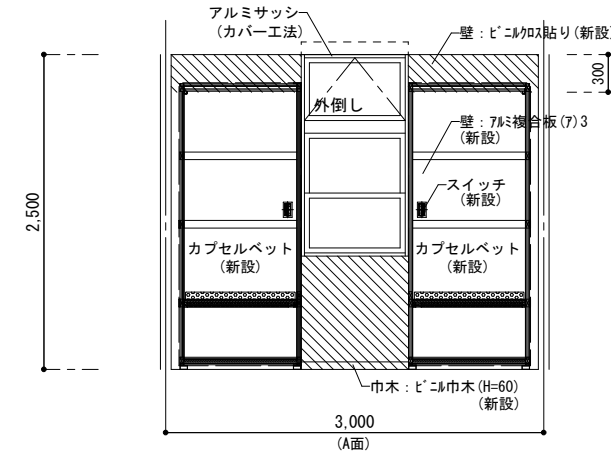 アルミサッシ
(カバー工法)
壁：ﾋﾞﾆﾙｸﾛｽ貼り(新設)
300
外倒し
壁：ｱﾙﾐ複合板(ｱ)3
(新設)
スイッチ
(新設)
2,500
カプセルベット
(新設)
カプセルベット
(新設)
巾木：ﾋﾞﾆﾙ巾木(H=60)
(新設)
3,000
(A面)